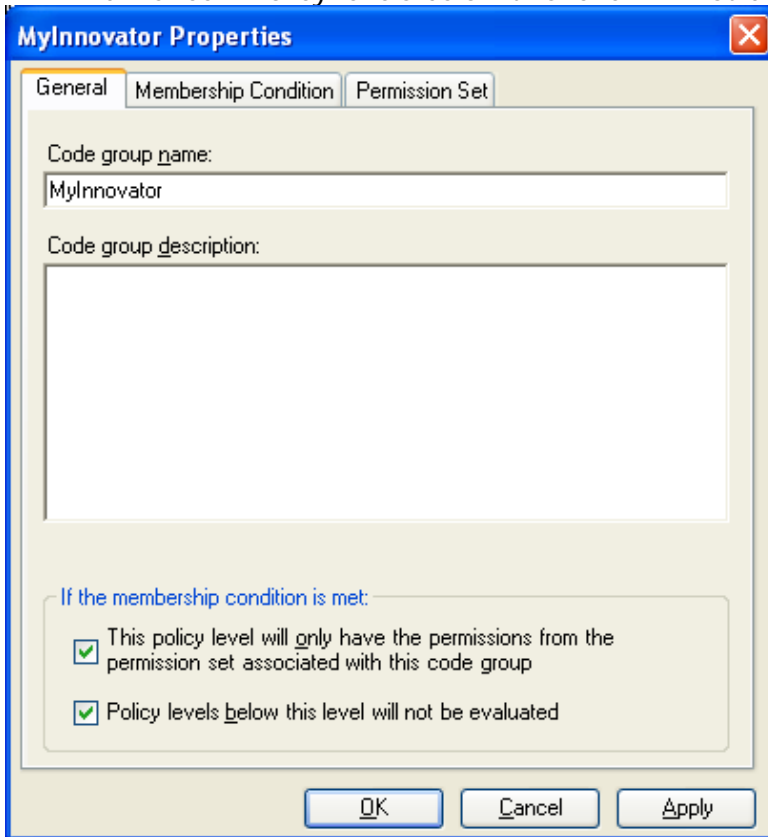 MyInnovator Properties
General Membership Condition Permission Set
Code group name:
MyInnovator
Code group description:
If the membership condition is met:
This policy level will only have the permissions from the
permission set associated with this code group
Policy levels below this level will not be evaluated
OK Cancel Apply